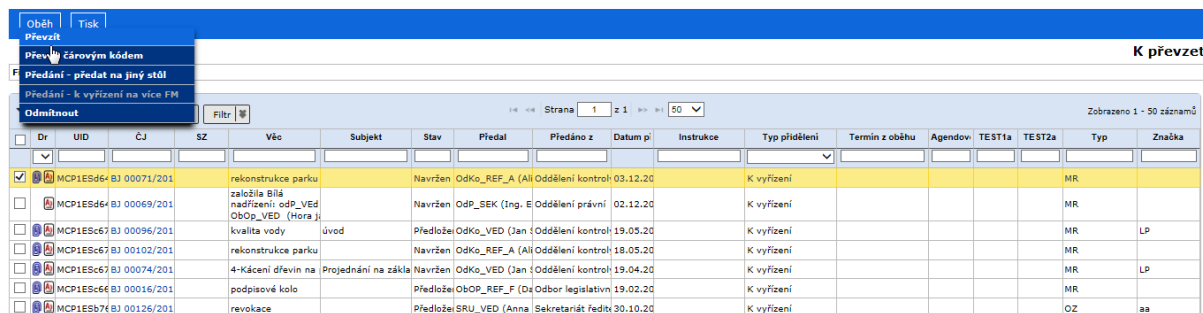 Oběh Tisk
Převzít
K převzet
Převzít čárovým kódem
Předání - předat na jiný stůl
Předání - k vyřízení na více FM
Odmítnout
Filtr
Strana 1 z 1 50
Zobrazeno 1 - 50 záznamů
Dr UID ČJ SZ Věc Subjekt Stav Předal Předáno z Datum př Instrukce Typ přidělení Termín z oběhu Agendov TEST1a TEST2a Typ Značka
MCP1ESd64 BJ 00071/201 rekonstrukce parku Navržen OdKo_REF_A (Ali Oddělení kontrol 03.12.20 K vyřízení MR
MCP1ESd64 BJ 00069/201 založila Bílá nadřízení: odP_VEd ObOp_VED (Hora já Navržen OdP_SEK (Ing. E Oddělení právní 02.12.20 K vyřízení MR
MCP1ESc67 BJ 00096/201 kvalita vody úvod Předložer OdKo_VED (Jan Oddělení kontrol 19.05.20 K vyřízení MR LP
MCP1ESc67 BJ 00102/201 rekonstrukce parku Navržen OdKo_REF_A (Ali Oddělení kontrol 18.05.20 K vyřízení MR
MCP1ESc67 BJ 00074/201 4-Kácení dřevin na Projednání na zákla Navržen OdKo_VED (Jan Oddělení kontrol 19.04.20 K vyřízení MR LP
MCP1ESc66 BJ 00016/201 podpisové kolo Předložer ObOP_REF_F (Da Odbor legislativn 19.02.20 K vyřízení MR
MCP1ESb76 BJ 00126/201 revokace Předložer SRU_VED (Anna Sekretariát ředite 30.10.20 K vyřízení OZ aa